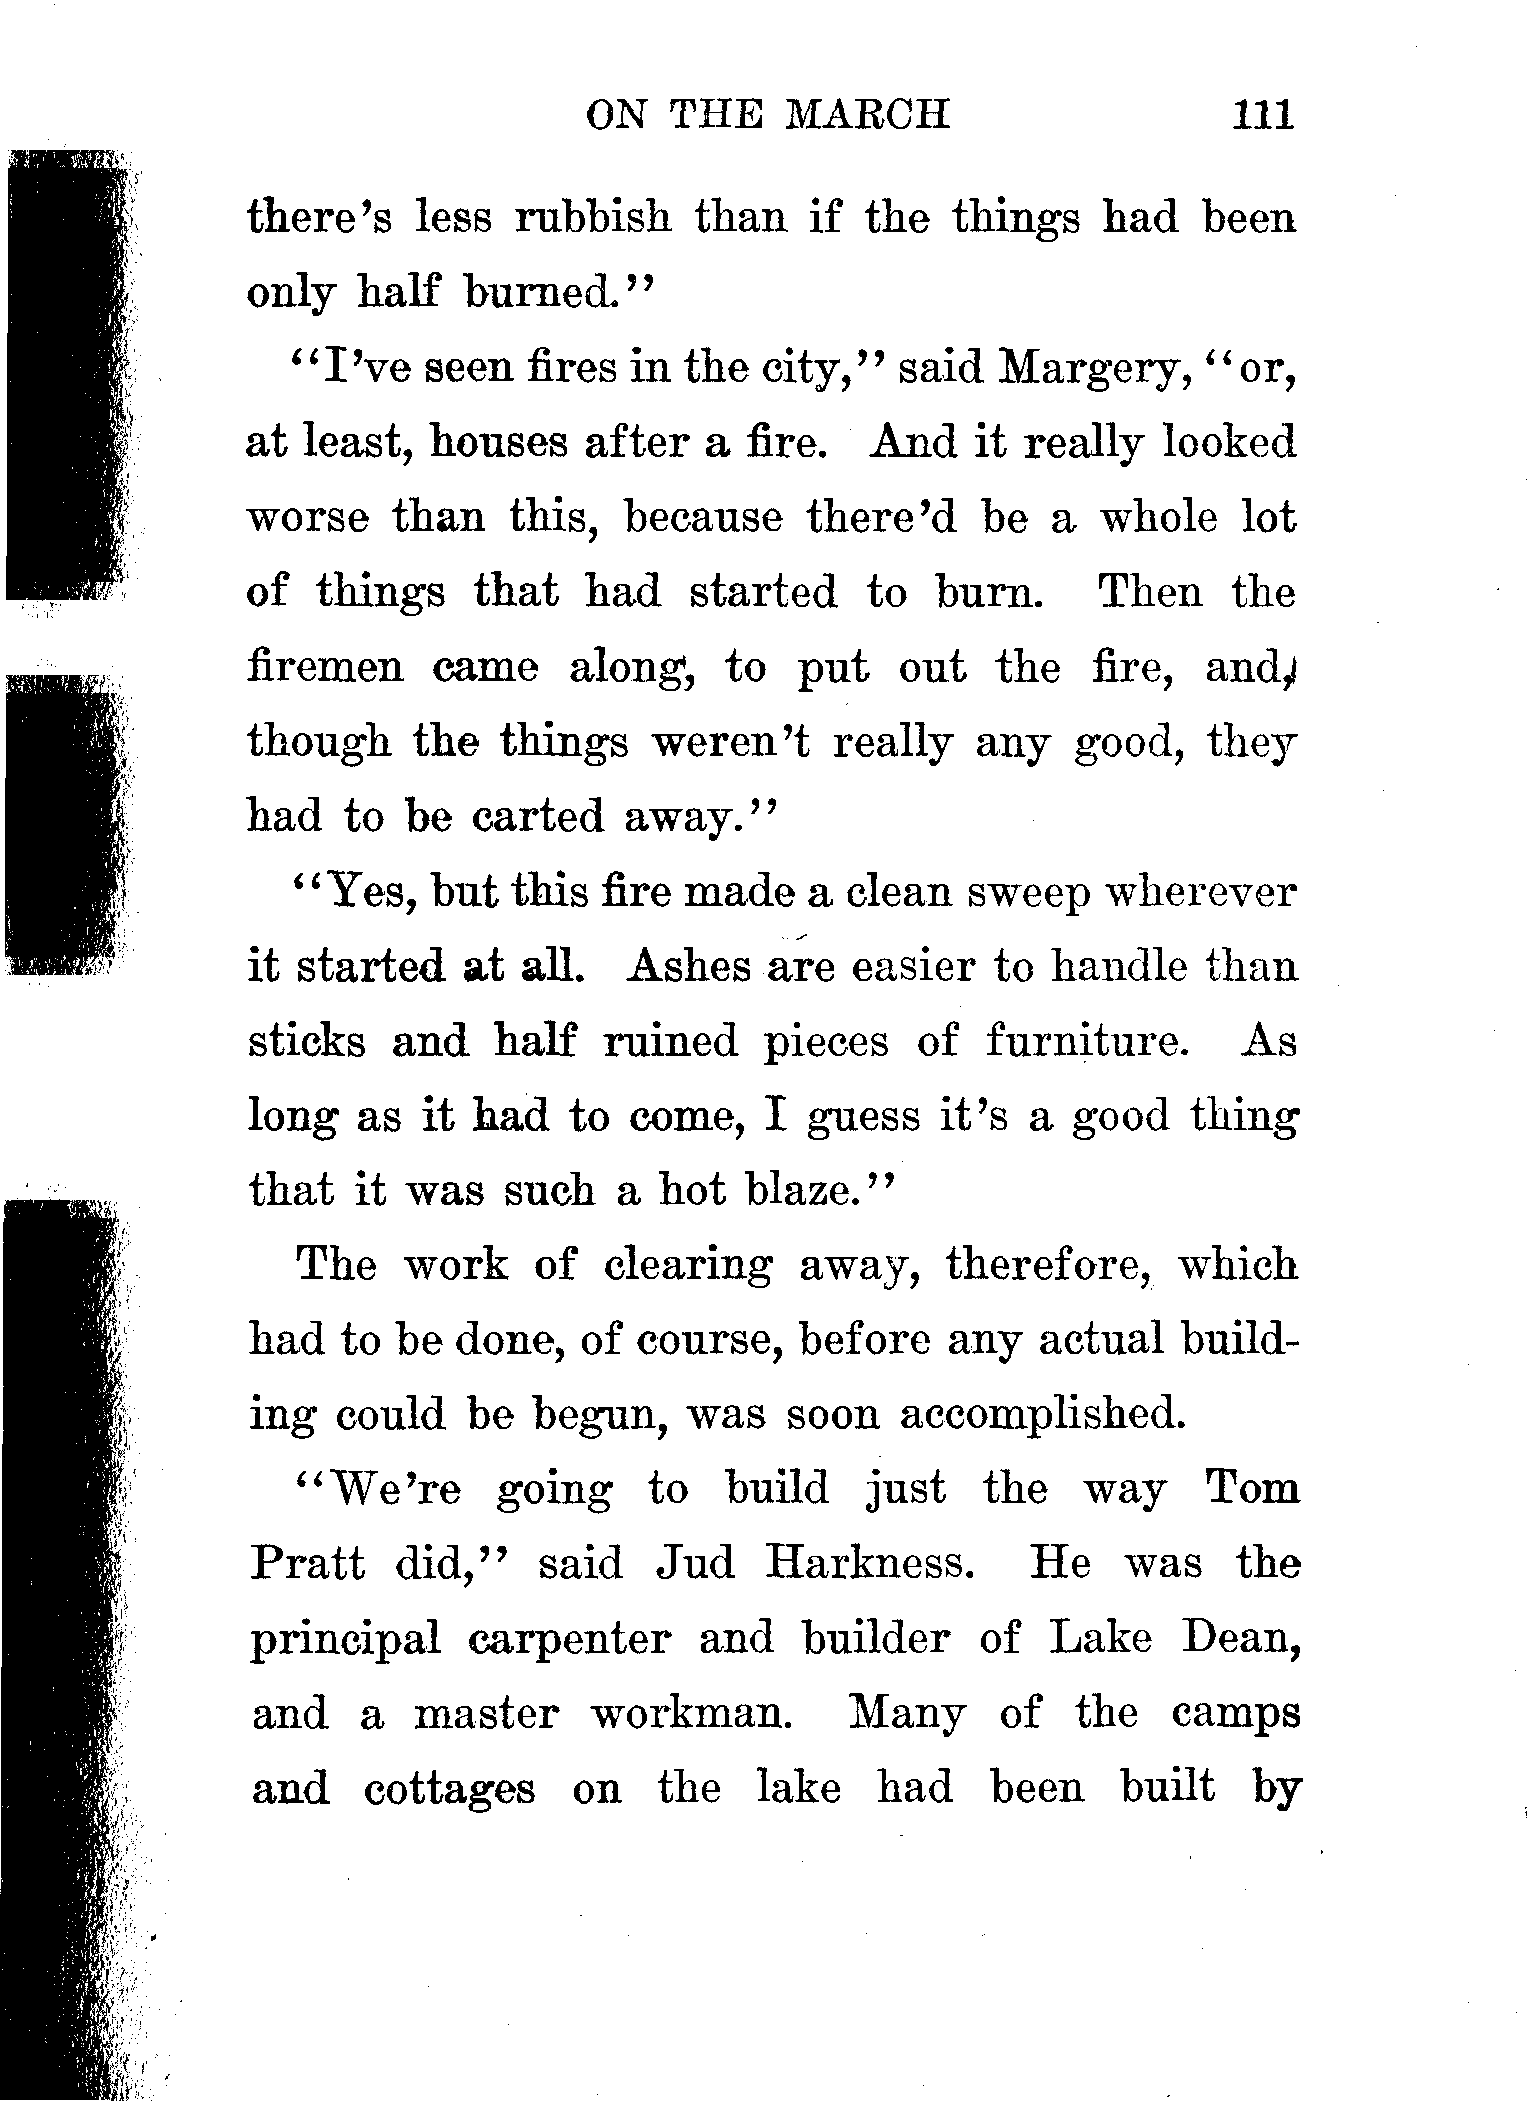 ON THE MARCH 111
there's less rubbish than if the things had been
only half burned."
"I've seen fires in the city," said Margery, "or,
at least, houses after a fire. And it really looked
worse than this, because there'd be a whole lot
of things that had started to burn. Then the
firemen came along, to put out the fire, and,
though the things weren't really any good, they
had to be carted away."
"Yes, but this fire made a clean sweep wherever
it started at all. Ashes are easier to handle than
sticks and half ruined pieces of furniture. As
long as it had to come, I guess it's a good thing
that it was such a hot blaze."
The work of clearing away, therefore, which
had to be done, of course, before any actual build-
ing could be begun, was soon accomplished.
"We're going to build just the way Tom
Pratt did," said Jud Harkness. He was the
principal carpenter and builder of Lake Dean,
and a master workman. Many of the camps
and cottages on the lake had been built by